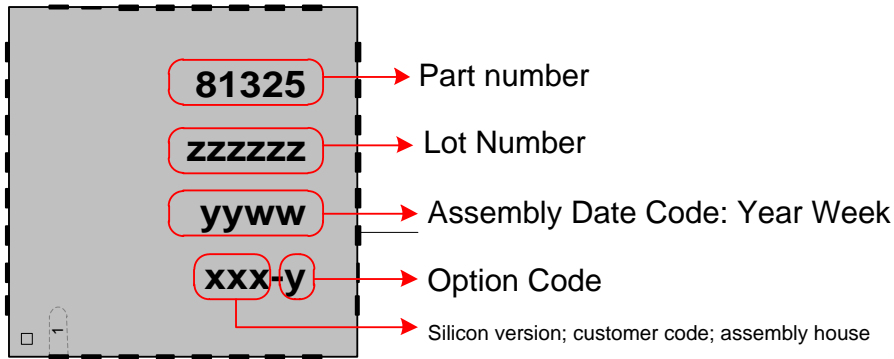 81325
Part number
zzzzzz
Lot Number
yyww
Assembly Date Code: Year Week
xxx-y
Option Code
Silicon version; customer code; assembly house
1